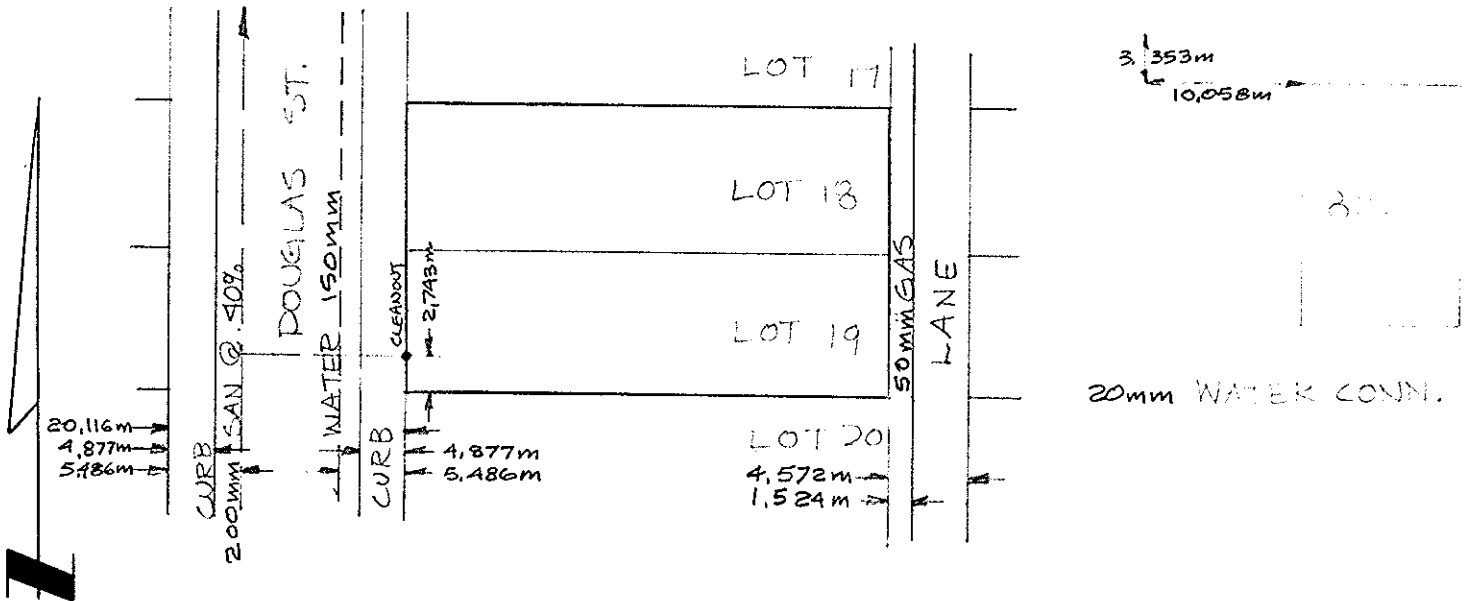 LOT 17
3.353m
10,058m
DOUGLAS ST.
LOT 18
WATER 150mm
200mm SAN @ .40%
CLEANOUT
2,743m
LOT 19
50mm GAS
LANE
20mm WATER CONN.
20,116m
4,877m
5,486m
CURB
CURB
4,877m
5,486m
LOT 20
4,572m
1,524m